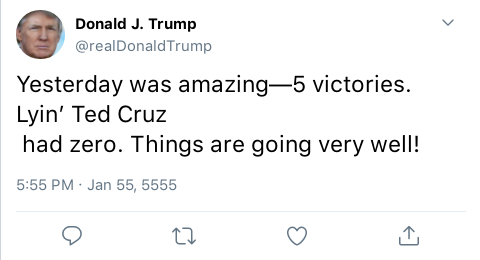 Donald J. Trump
@realDonaldTrump
Yesterday was amazing—5 victories.
Lyin’ Ted Cruz
had zero. Things are going very well!
5:55 PM · Jan 55, 5555